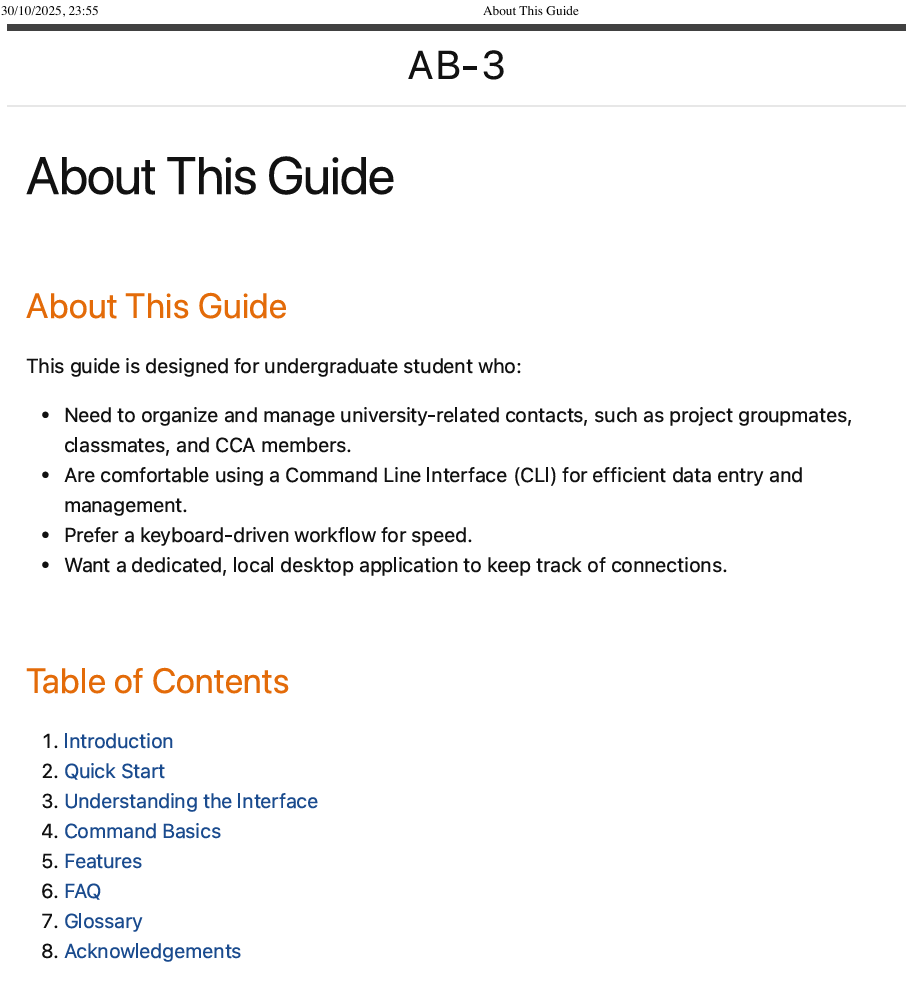 30/10/2025, 23:55 About This Guide
AB-3
About This Guide
About This Guide
This guide is designed for undergraduate student who:
• Need to organize and manage university-related contacts, such as project groupmates,
classmates, and CCA members.
• Are comfortable using a Command Line Interface (CLI) for efficient data entry and
management.
• Prefer a keyboard-driven workflow for speed.
• Want a dedicated, local desktop application to keep track of connections.
Table of Contents
1. Introduction
2. Quick Start
3. Understanding the Interface
4. Command Basics
5. Features
6. FAQ
7. Glossary
8. Acknowledgements